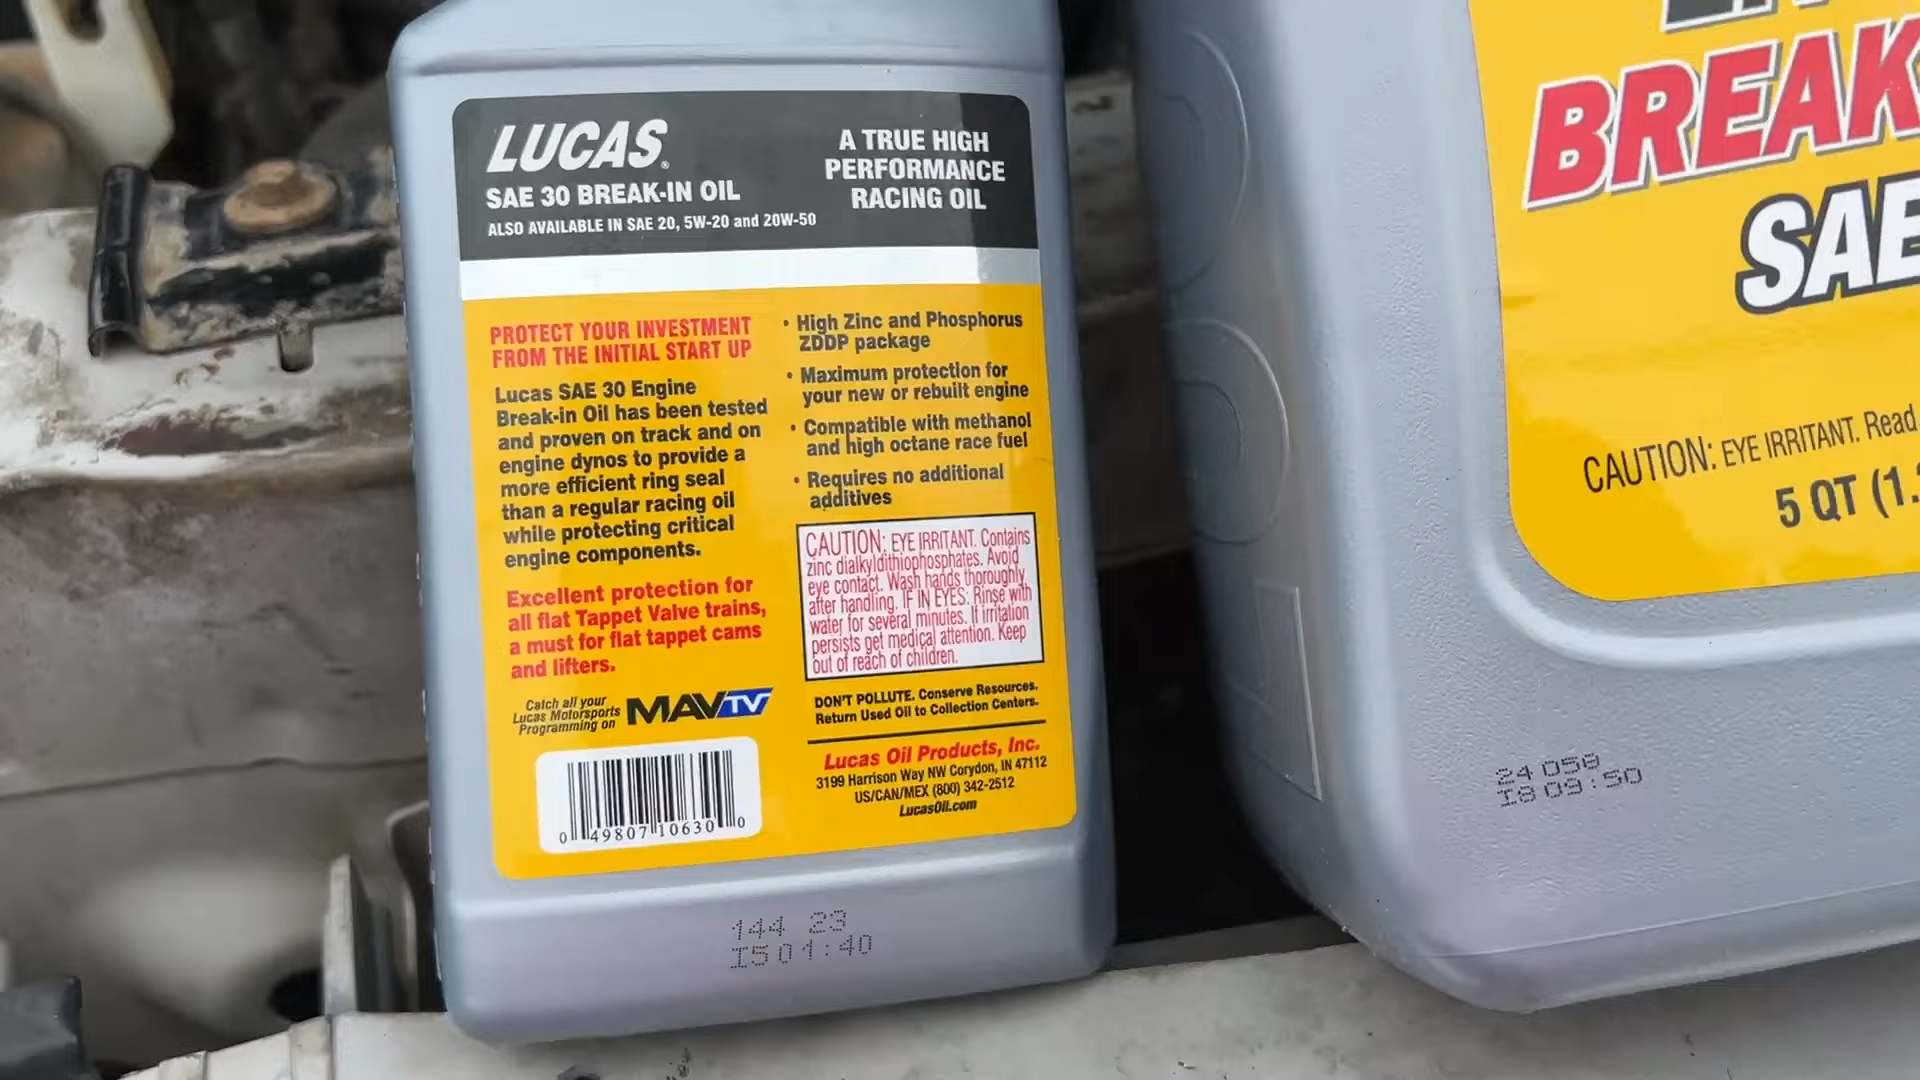 LUCAS®
SAE 30 BREAK-IN OIL
ALSO AVAILABLE IN SAE 20, 5W-20 and 20W-50
A TRUE HIGH
PERFORMANCE
RACING OIL
PROTECT YOUR INVESTMENT
FROM THE INITIAL START UP
Lucas SAE 30 Engine
Break-in Oil has been tested
and proven on track and on
engine dynos to provide a
more efficient ring seal
than a regular racing oil
while protecting critical
engine components.
Excellent protection for
all flat Tappet Valve trains,
a must for flat tappet cams
and lifters.
Catch all your
Lucas Motorsports
Programming on
MAVTV
0 49807 10630 0
• High Zinc and Phosphorus
ZDDP package
• Maximum protection for
your new or rebuilt engine
• Compatible with methanol
and high octane race fuel
• Requires no additional
additives
CAUTION: EYE IRRITANT. Contains
zinc dialkyldithiophosphates. Avoid
eye contact. Wash hands thoroughly
after handling. IF IN EYES: Rinse with
water for several minutes. If irritation
persists get medical attention. Keep
out of reach of children.
DON'T POLLUTE. Conserve Resources.
Return Used Oil to Collection Centers.
Lucas Oil Products, Inc.
3199 Harrison Way NW Corydon, IN 47112
US/CAN/MEX (800) 342-2512
LucasOil.com
144 23
I5 01:40
BREAK
SAE
CAUTION: EYE IRRITANT. Read
5 QT (1.
24 058
I8 09:50